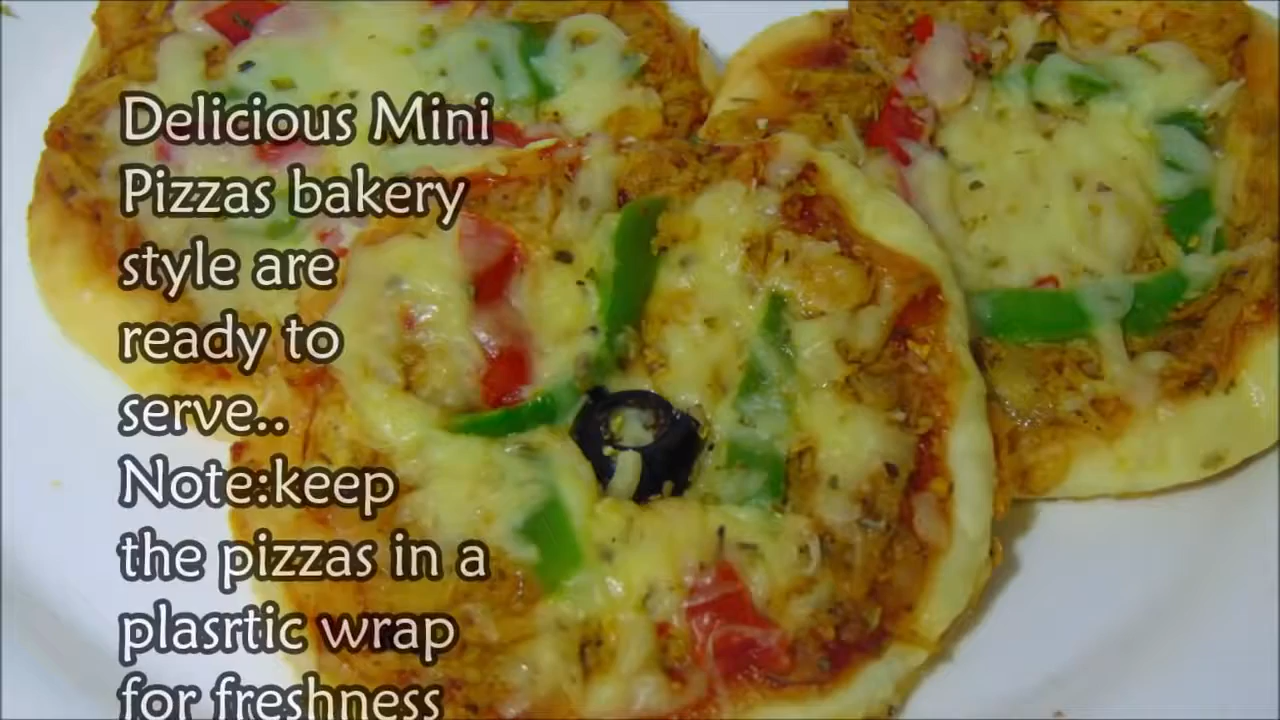 Delicious Mini
Pizzas bakery
style are
ready to
serve..
Note:keep
the pizzas in a
plasrtic wrap
for freshness